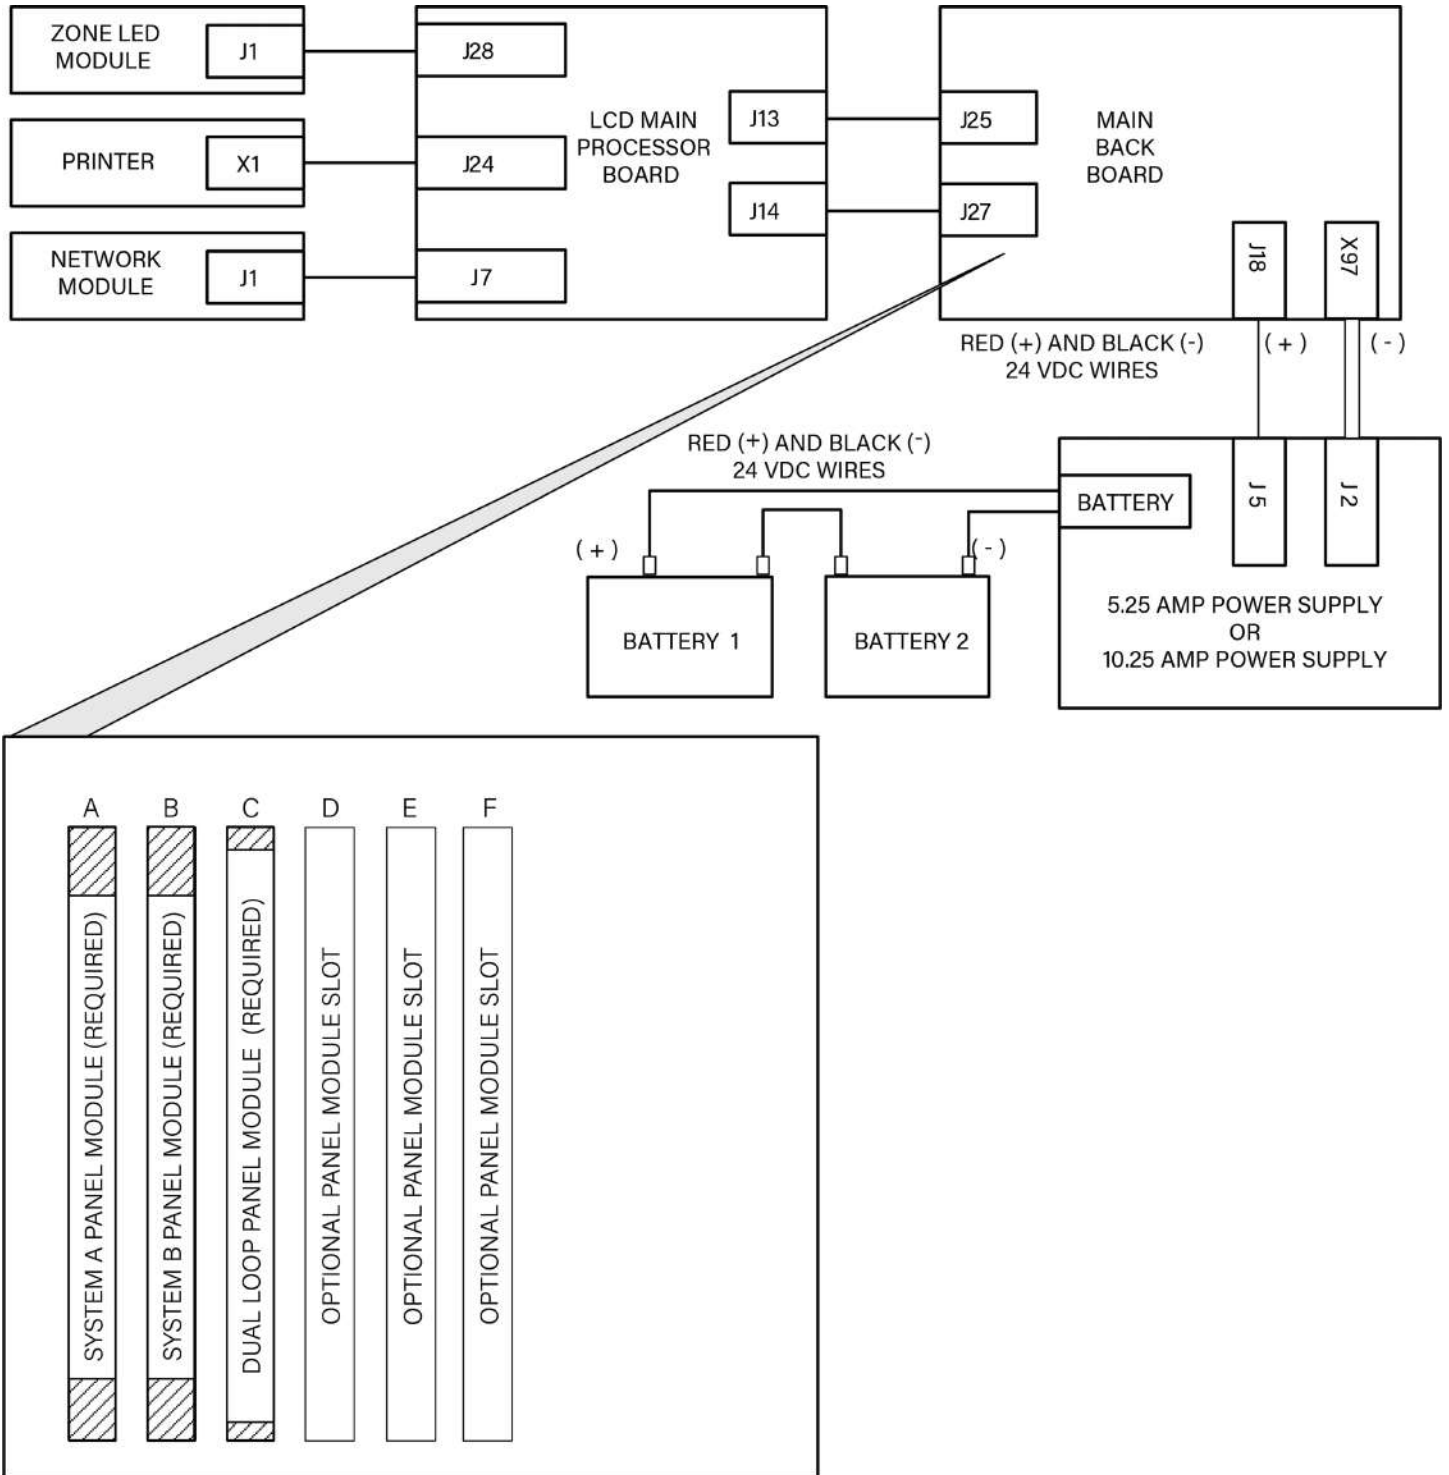 ZONE LED
MODULE
J1
J28
PRINTER
X1
J24
NETWORK
MODULE
J1
J7
LCD MAIN
PROCESSOR
BOARD
J13
J14
J25
J27
MAIN
BACK
BOARD
J18
X97
RED (+) AND BLACK (-)
24 VDC WIRES
(+)
(-)
RED (+) AND BLACK (-)
24 VDC WIRES
BATTERY
J5
J2
(+)
(-)
BATTERY 1
BATTERY 2
5.25 AMP POWER SUPPLY
OR
10.25 AMP POWER SUPPLY
A
B
C
D
E
F
SYSTEM A PANEL MODULE (REQUIRED)
SYSTEM B PANEL MODULE (REQUIRED)
DUAL LOOP PANEL MODULE (REQUIRED)
OPTIONAL PANEL MODULE SLOT
OPTIONAL PANEL MODULE SLOT
OPTIONAL PANEL MODULE SLOT